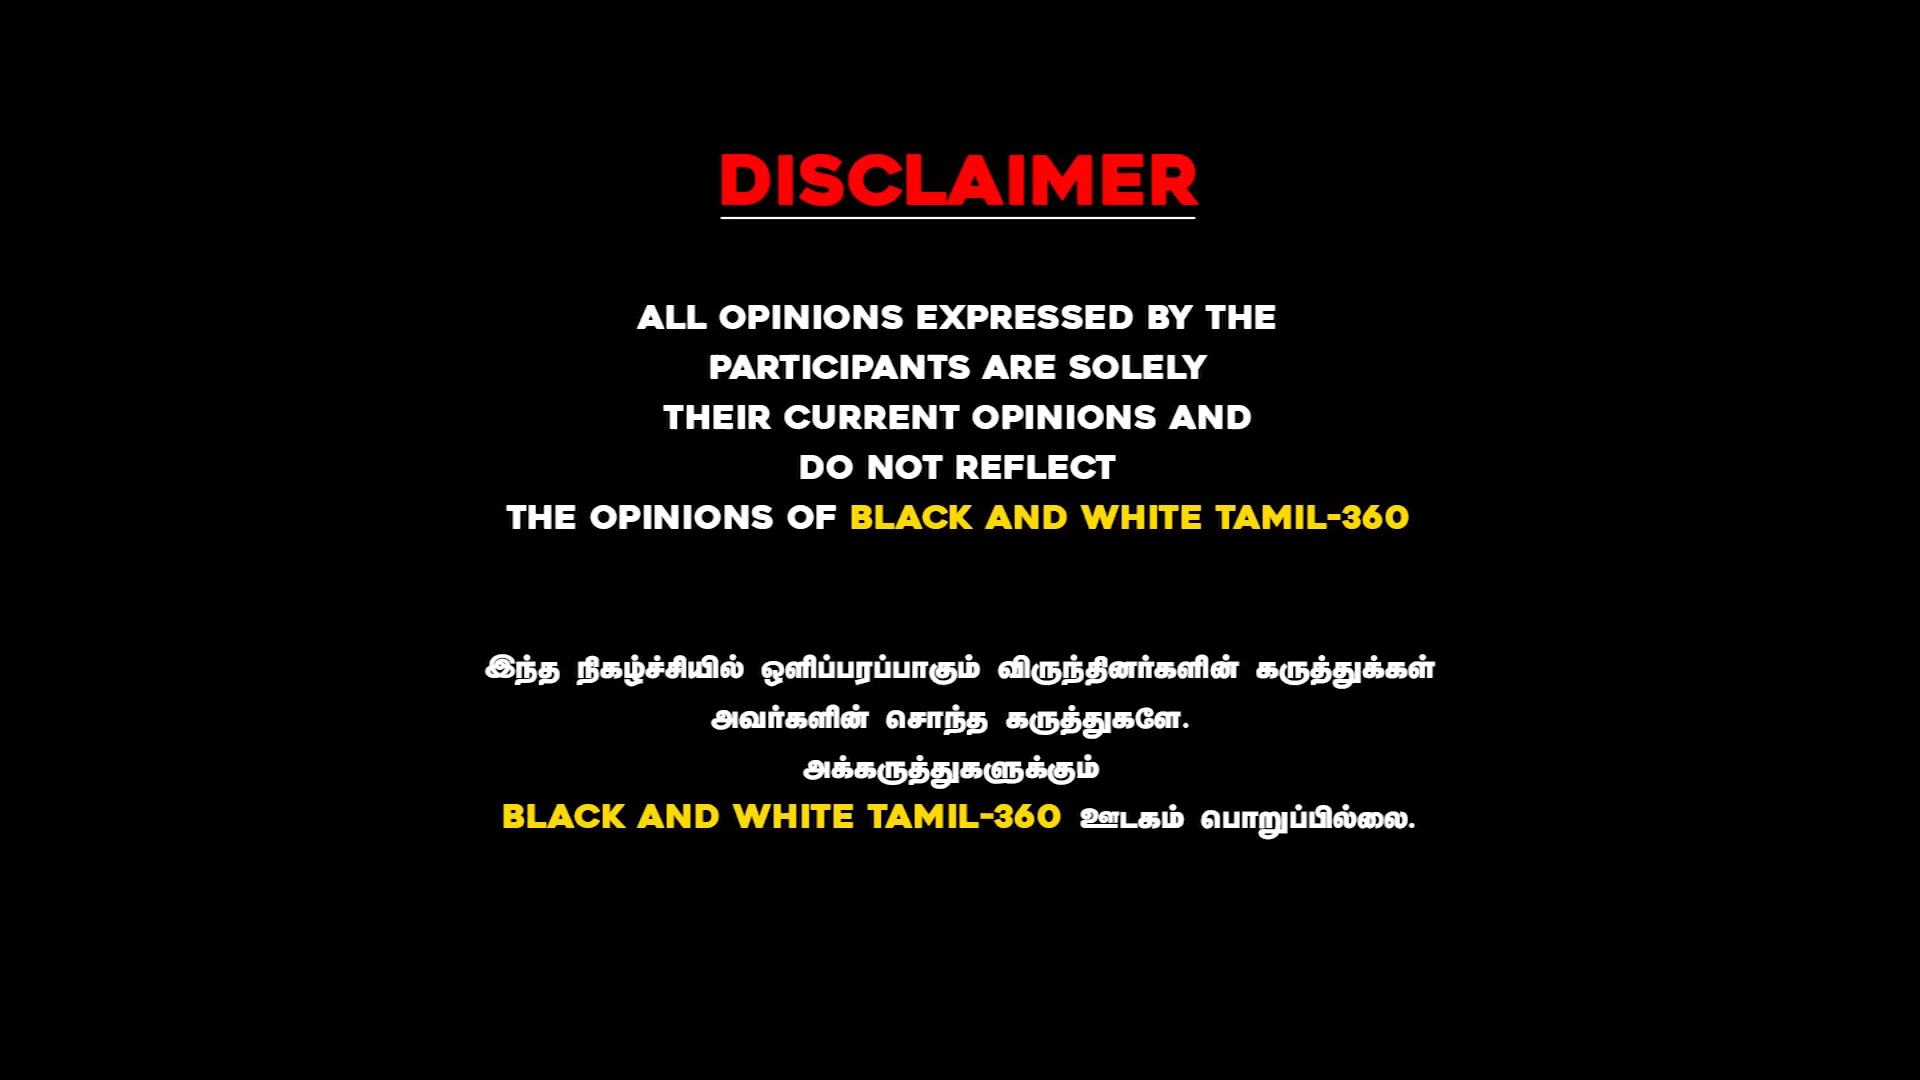 DISCLAIMER
ALL OPINIONS EXPRESSED BY THE
PARTICIPANTS ARE SOLELY
THEIR CURRENT OPINIONS AND
DO NOT REFLECT
THE OPINIONS OF BLACK AND WHITE TAMIL-360
இந்த நிகழ்ச்சியில் ஒளிப்பரப்பாகும் விருந்தினர்களின் கருத்துக்கள்
அவர்களின் சொந்த கருத்துகளே.
அக்கருத்துகளுக்கும்
BLACK AND WHITE TAMIL-360 ஊடகம் பொறுப்பில்லை.